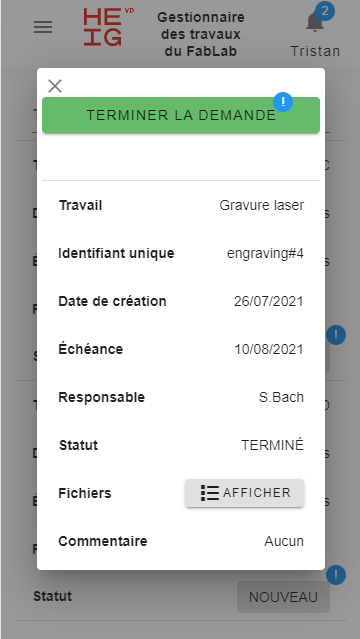 HE VD
IG
Gestionnaire
des travaux
du FabLab
2
Tristan
TERMINER LA DEMANDE
!
Travail Gravure laser
Identifiant unique engraving#4
Date de création 26/07/2021
Échéance 10/08/2021
!
Responsable S.Bach
Statut TERMINÉ
Fichiers AFFICHER
Commentaire Aucun
!
Statut NOUVEAU